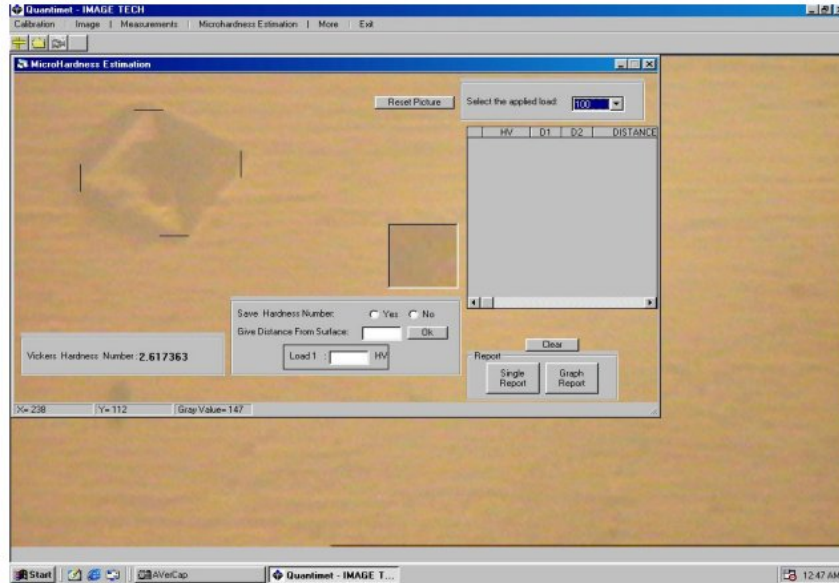 Quantimet - IMAGE TECH
Calibration | Image | Measurements | Microhardness Estimation | More | Exit
MicroHardness Estimation
Reset Picture
Select the applied load: 100
HV D1 D2 DISTANCE
Save Hardness Number: Yes No
Give Distance From Surface: Ok
Load 1 : HV
Vickers Hardness Number : 2.617363
Clear
Report
Single Report
Graph Report
X= 238 Y= 112 Gray Value= 147
Start AVerCap Quantimet - IMAGE T... 12:47 AM